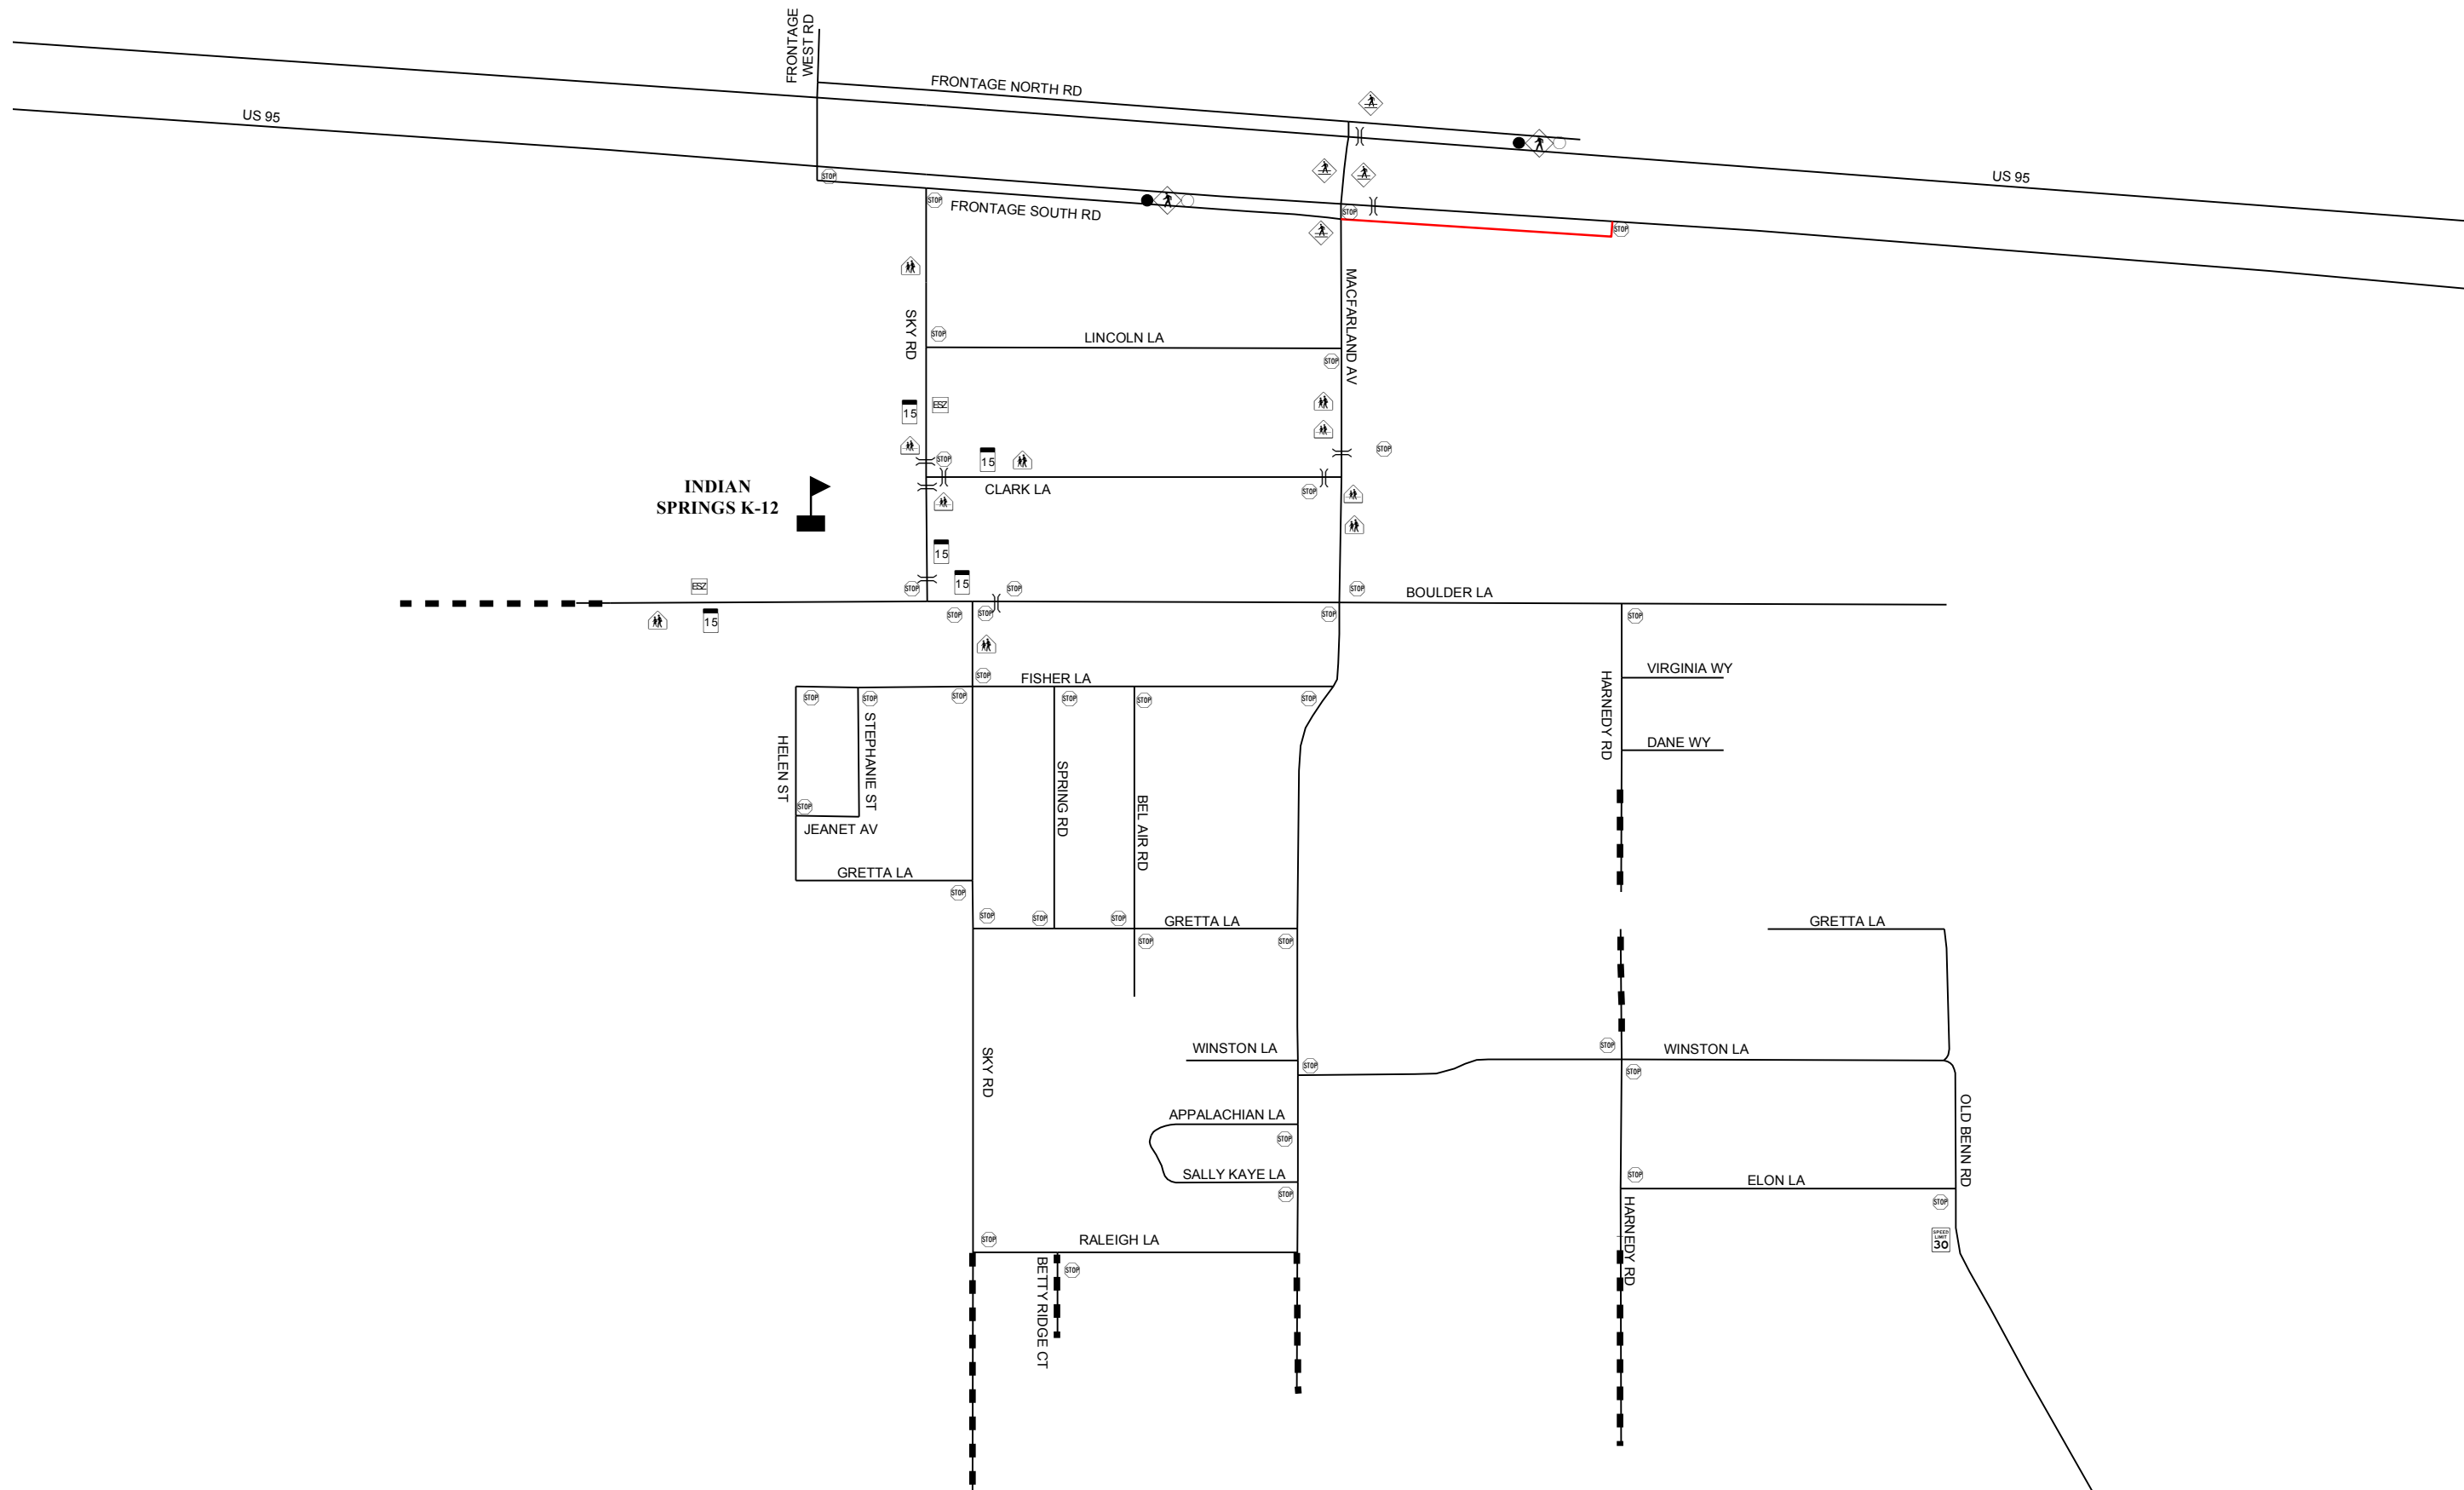 FRONTAGE
WEST RD
FRONTAGE NORTH RD
US 95
US 95
STOP
STOP
FRONTAGE SOUTH RD
STOP
STOP
MACFARLAND AV
SKY RD
STOP
LINCOLN LA
STOP
15
ESZ
STOP
15
STOP
INDIAN
SPRINGS K-12
CLARK LA
STOP
15
15
ESZ
STOP
STOP
STOP
BOULDER LA
15
STOP
STOP
STOP
STOP
STOP
FISHER LA
VIRGINIA WY
HARNEDY RD
STOP
STOP
STOP
STOP
STOP
STOP
HELEN ST
STEPHANIE ST
DANE WY
SPRING RD
BEL AIR RD
STOP
JEANET AV
GRETTA LA
STOP
STOP
STOP
STOP
GRETTA LA
GRETTA LA
STOP
STOP
SKY RD
WINSTON LA
STOP
WINSTON LA
STOP
STOP
APPALACHIAN LA
OLD BENN RD
STOP
SALLY KAYE LA
STOP
ELON LA
STOP
STOP
HARNEDY RD
STOP
RALEIGH LA
SPEED
LIMIT
30
BETTY RIDGE CT
STOP